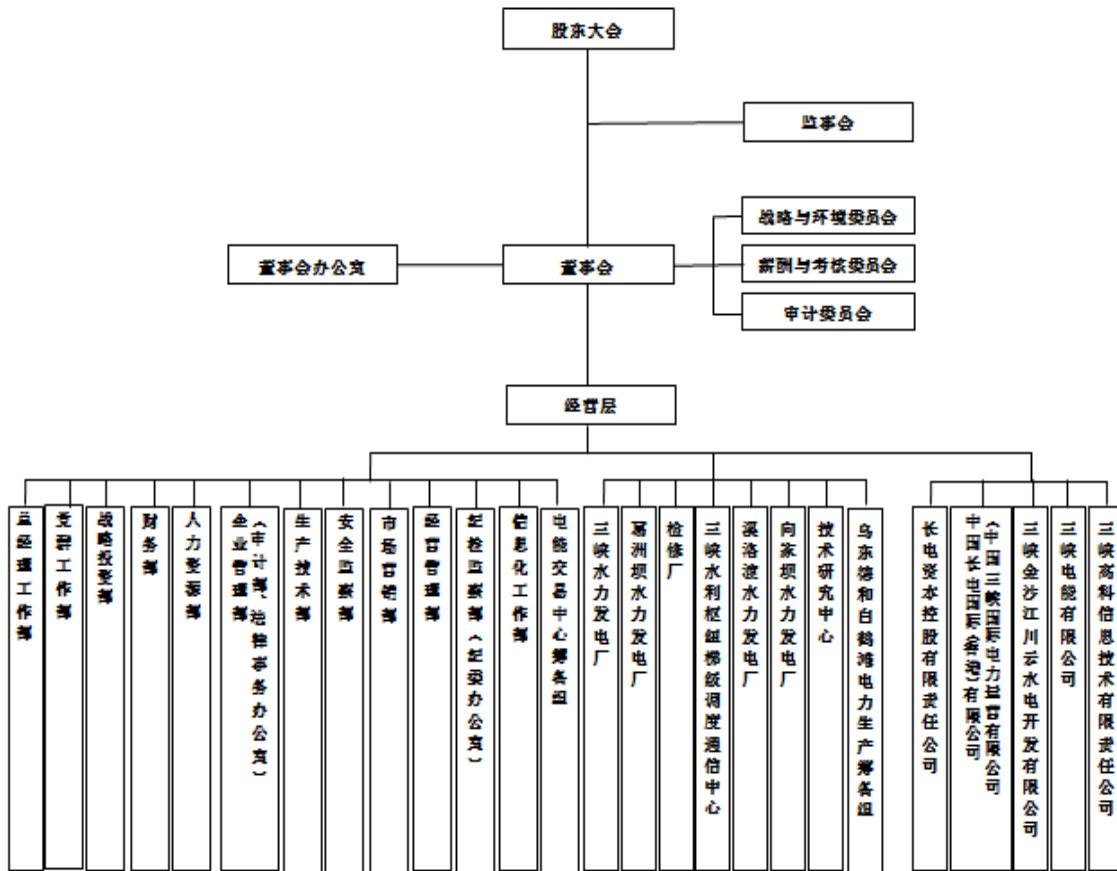 股东大会
监事会
战略与环境委员会
董事会办公室
董事会
薪酬与考核委员会
审计委员会
经营层
总经理工作部
党群工作部
战略投资部
财务部
人力资源部
企业管理部
（审计部、法律事务办公室）
生产技术部
安全监察部
市场营销部
经营管理部
纪检监察部（纪委办公室）
信息化工作部
电能交易中心筹备组
三峡水力发电厂
葛洲坝水力发电厂
检修厂
三峡水利枢纽梯级调度通信中心
溪洛渡水力发电厂
向家坝水力发电厂
技术研究中心
乌东德和白鹤滩电力生产筹备组
长电资本控股有限责任公司
中国长电国际（香港）有限公司
（中国三峡国际电力运营有限公司
三峡金沙江川云水电开发有限公司
三峡电能有限公司
三峡高科信息技术有限责任公司